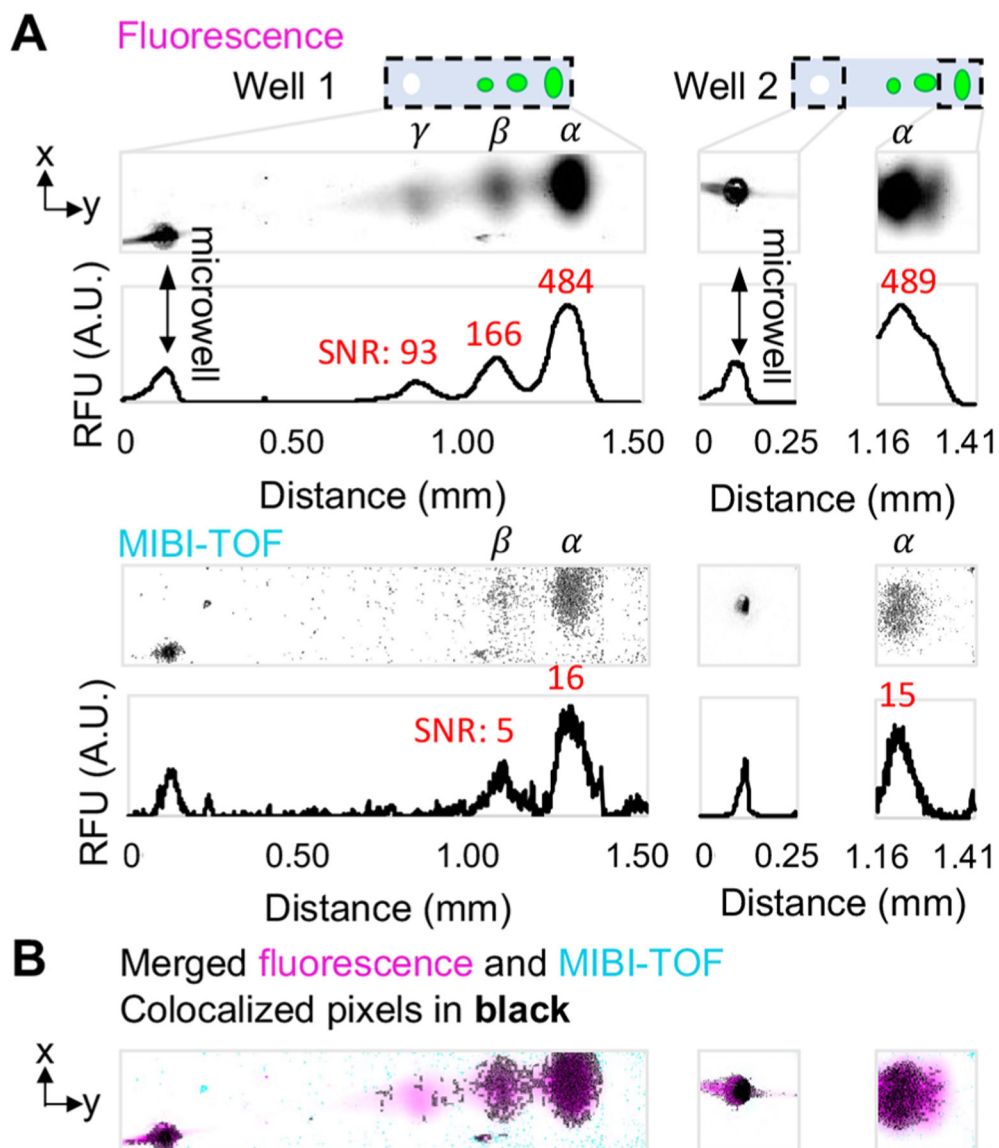 A Fluorescence
Well 1
Well 2
γ β α
α
x
y
microwell
microwell
RFU (A.U.)
SNR: 93
166
484
489
0 0.50 1.00 1.50
0 0.25 1.16 1.41
Distance (mm)
Distance (mm)
MIBI-TOF
β α
α
RFU (A.U.)
SNR: 5
16
15
0 0.50 1.00 1.50
0 0.25 1.16 1.41
Distance (mm)
Distance (mm)
B Merged fluorescence and MIBI-TOF
Colocalized pixels in black
x
y